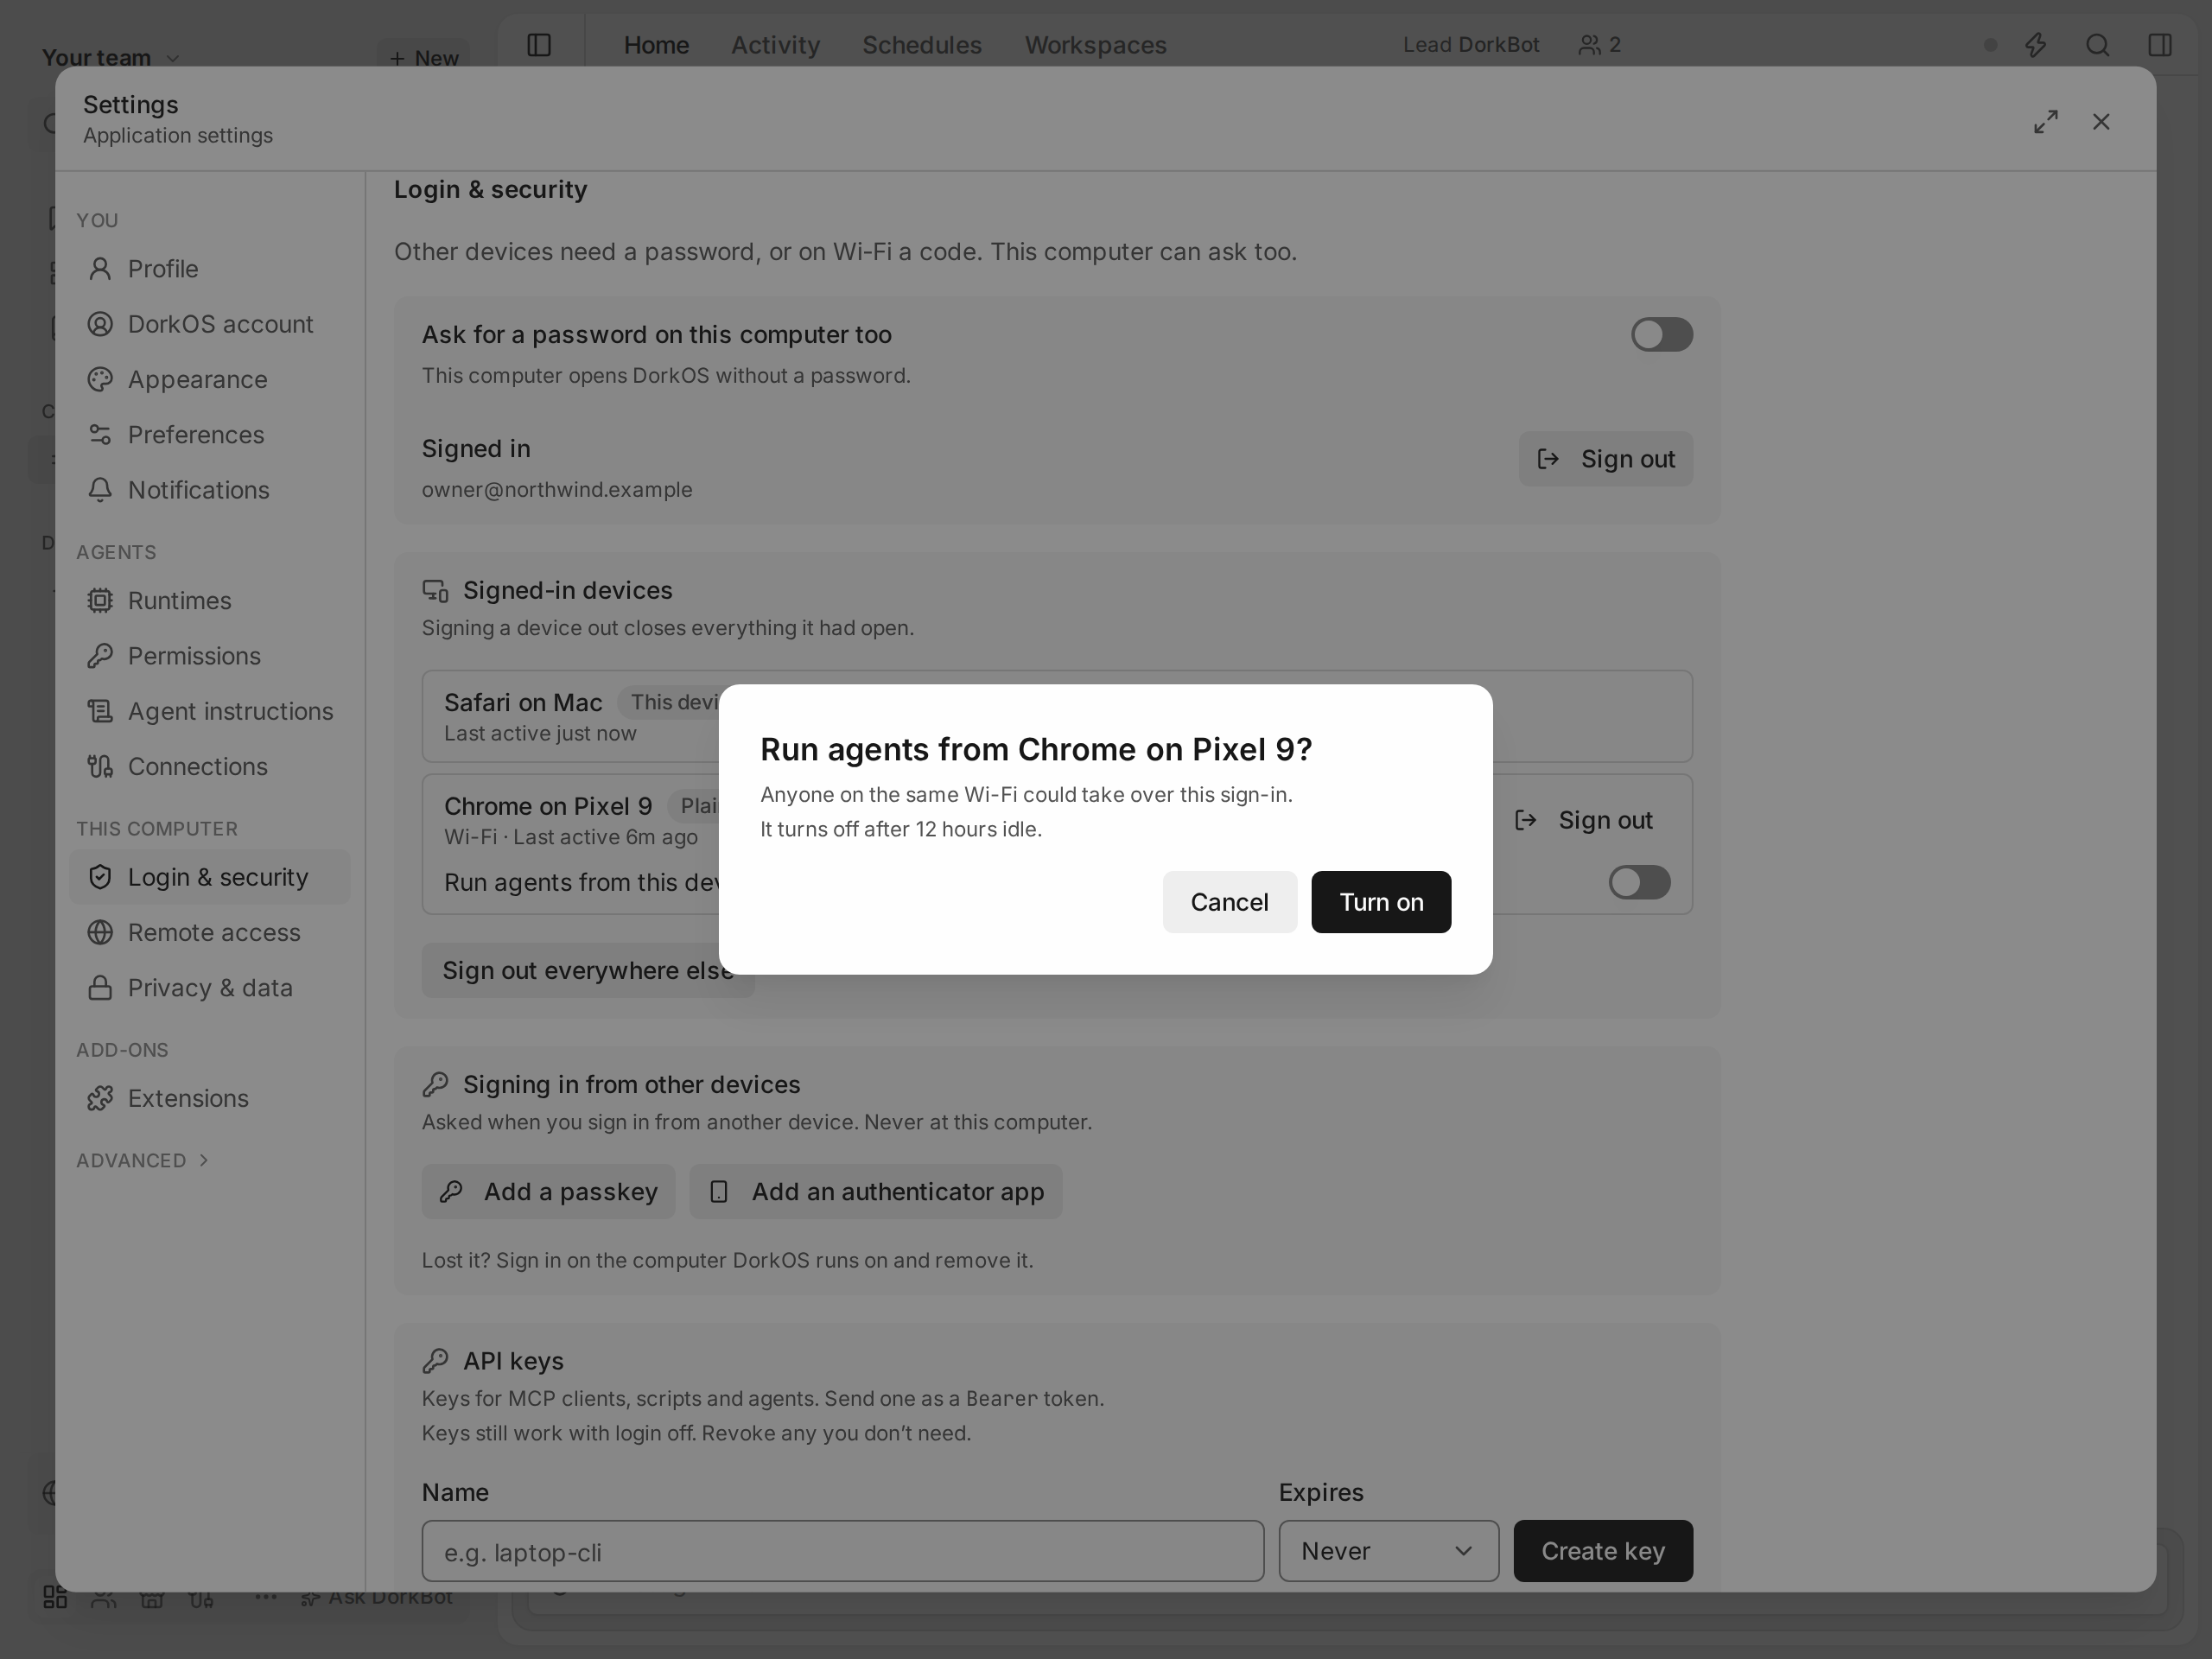 Your team
New
Home
Activity
Schedules
Workspaces
Lead DorkBot
2
Settings
Application settings
YOU
Profile
DorkOS account
Appearance
Preferences
Notifications
AGENTS
Runtimes
Permissions
Agent instructions
Connections
THIS COMPUTER
Login & security
Remote access
Privacy & data
ADD-ONS
Extensions
ADVANCED
Login & security
Other devices need a password, or on Wi-Fi a code. This computer can ask too.
Ask for a password on this computer too
This computer opens DorkOS without a password.
Signed in
owner@northwind.example
Sign out
Signed-in devices
Signing a device out closes everything it had open.
Safari on Mac
This devi
Last active just now
Chrome on Pixel 9
Plai
Wi-Fi · Last active 6m ago
Sign out
Run agents from this dev
Sign out everywhere else
Run agents from Chrome on Pixel 9?
Anyone on the same Wi-Fi could take over this sign-in.
It turns off after 12 hours idle.
Cancel
Turn on
Signing in from other devices
Asked when you sign in from another device. Never at this computer.
Add a passkey
Add an authenticator app
Lost it? Sign in on the computer DorkOS runs on and remove it.
API keys
Keys for MCP clients, scripts and agents. Send one as a Bearer token.
Keys still work with login off. Revoke any you don’t need.
Name
Expires
e.g. laptop-cli
Never
Create key
Ask DorkBot